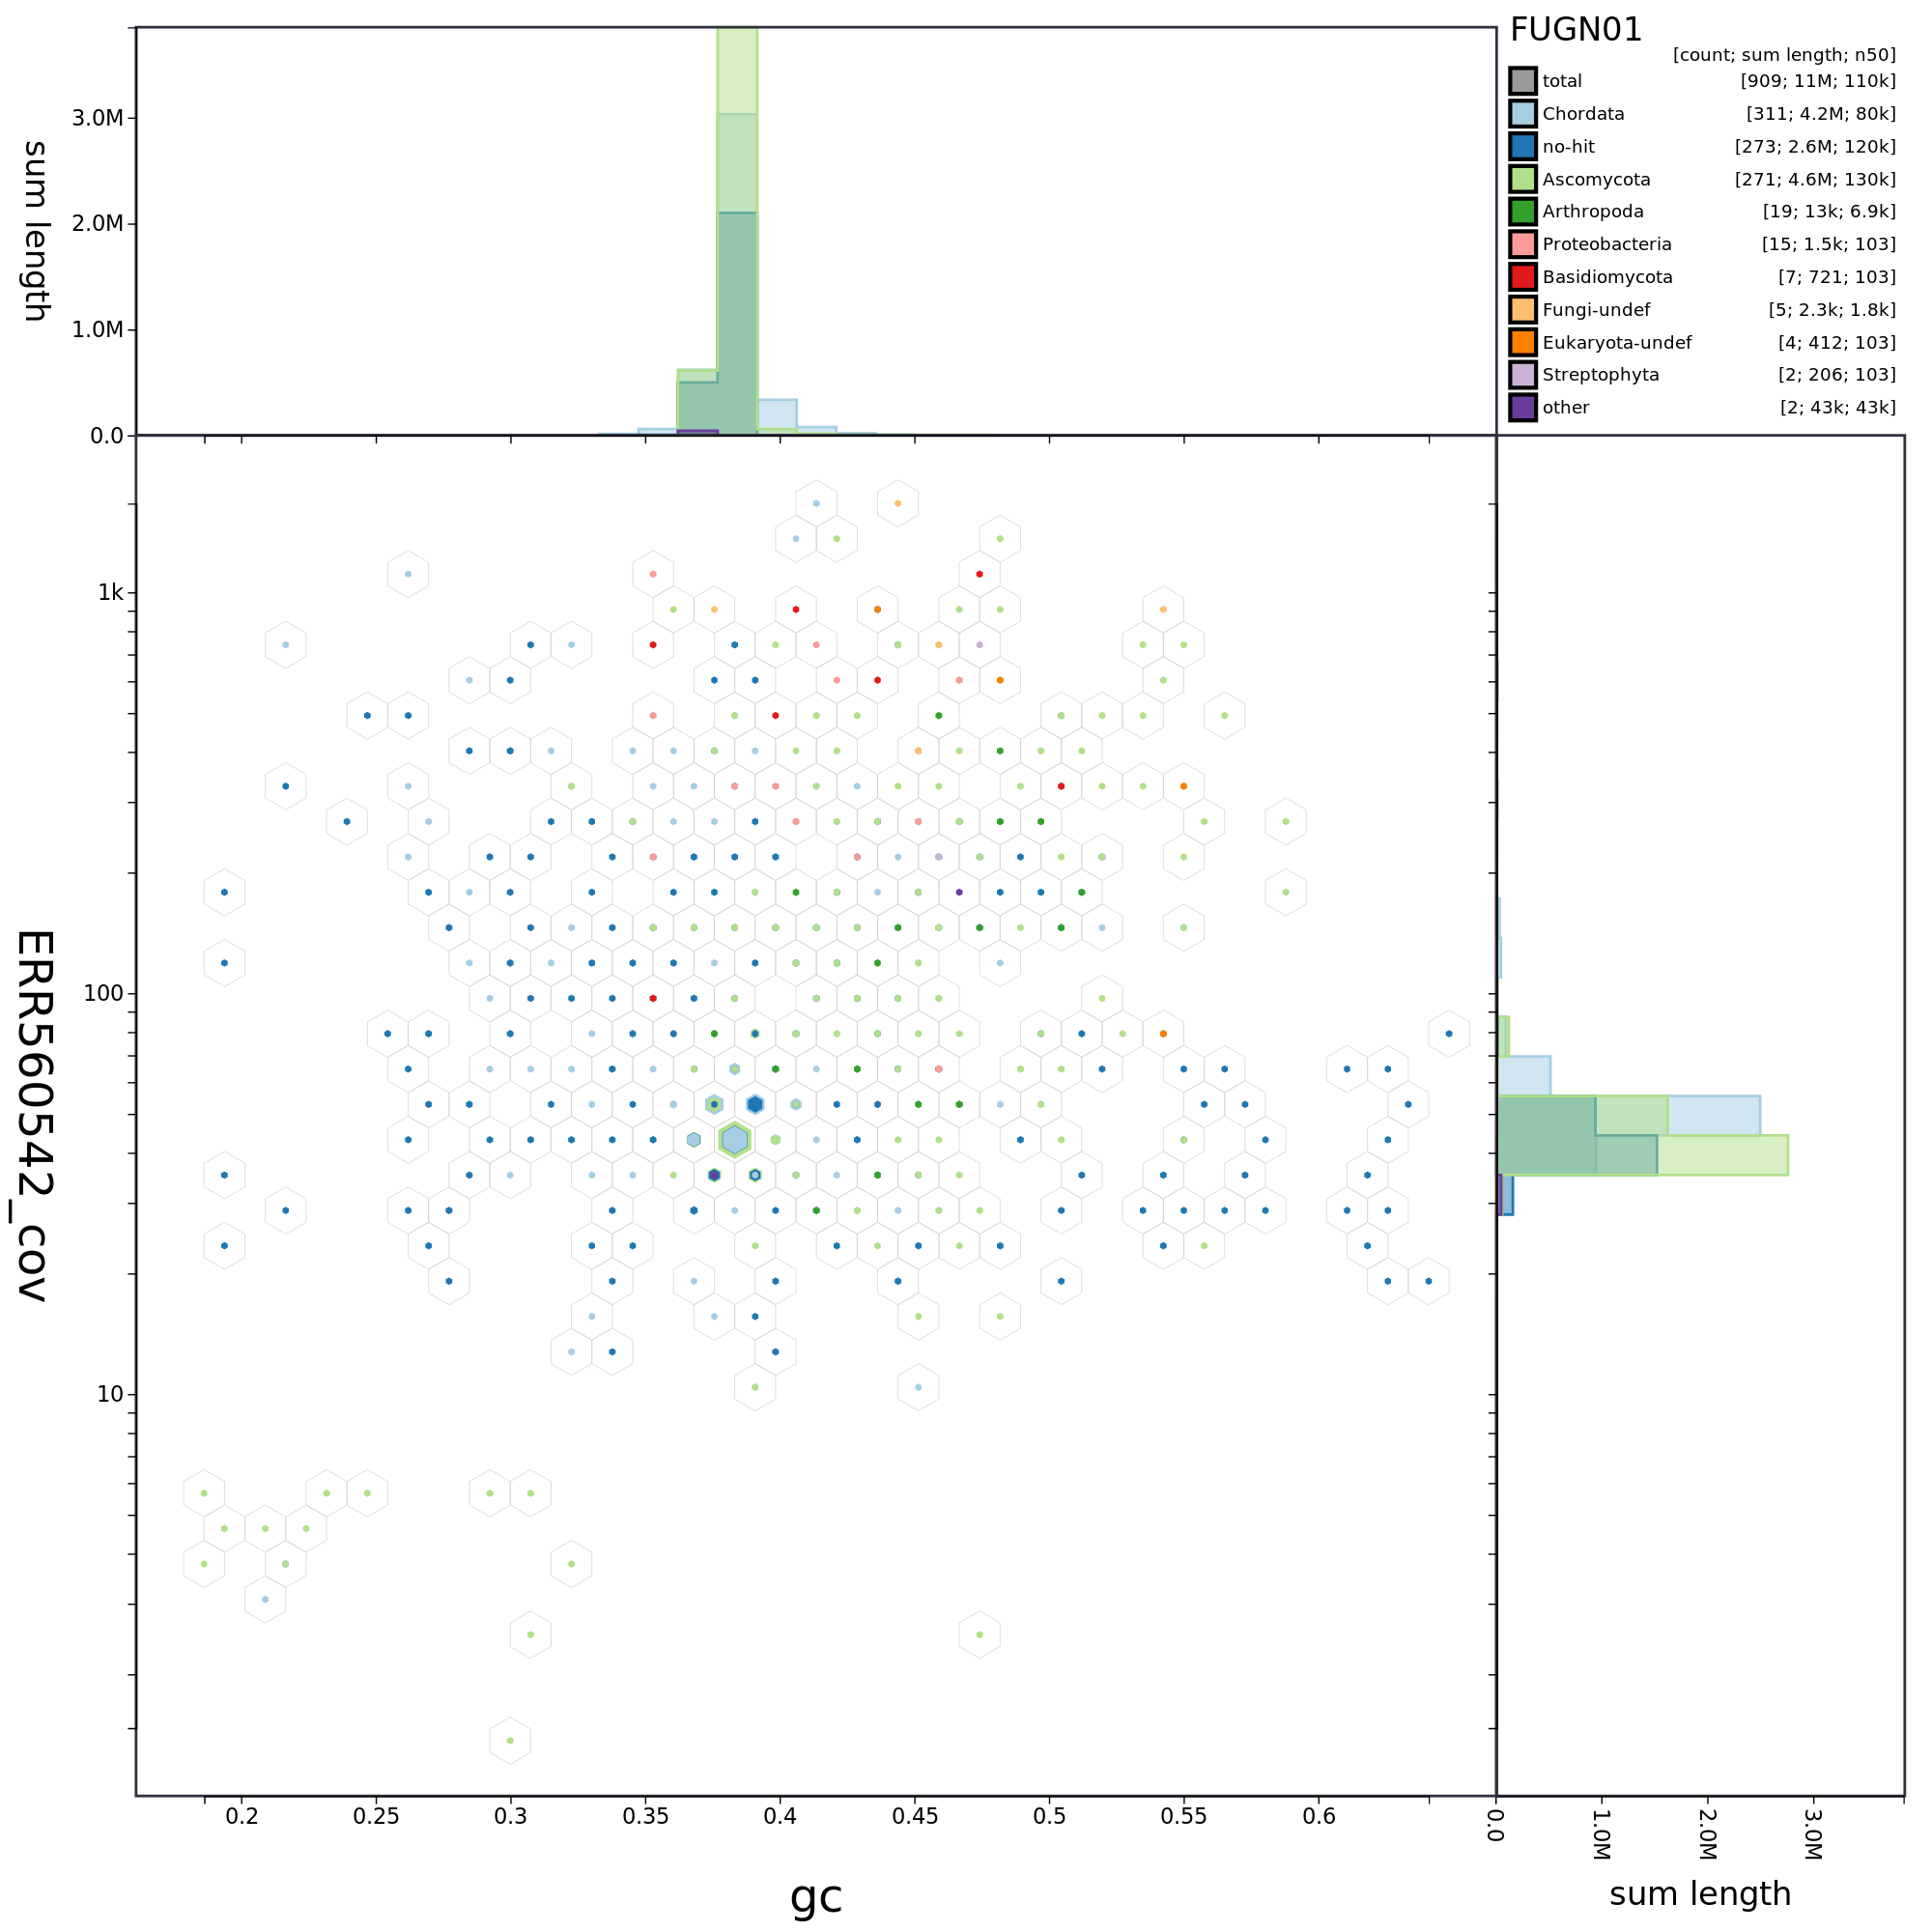 FUGN01
[count; sum length; n50]
total [909; 11M; 110k]
Chordata [311; 4.2M; 80k]
no-hit [273; 2.6M; 120k]
Ascomycota [271; 4.6M; 130k]
Arthropoda [19; 13k; 6.9k]
Proteobacteria [15; 1.5k; 103]
Basidiomycota [7; 721; 103]
Fungi-undef [5; 2.3k; 1.8k]
Eukaryota-undef [4; 412; 103]
Streptophyta [2; 206; 103]
other [2; 43k; 43k]
sum length
3.0M
2.0M
1.0M
0.0
ERR560542_cov
1k
100
10
0.2 0.25 0.3 0.35 0.4 0.45 0.5 0.55 0.6
gc
0.0 1.0M 2.0M 3.0M
sum length